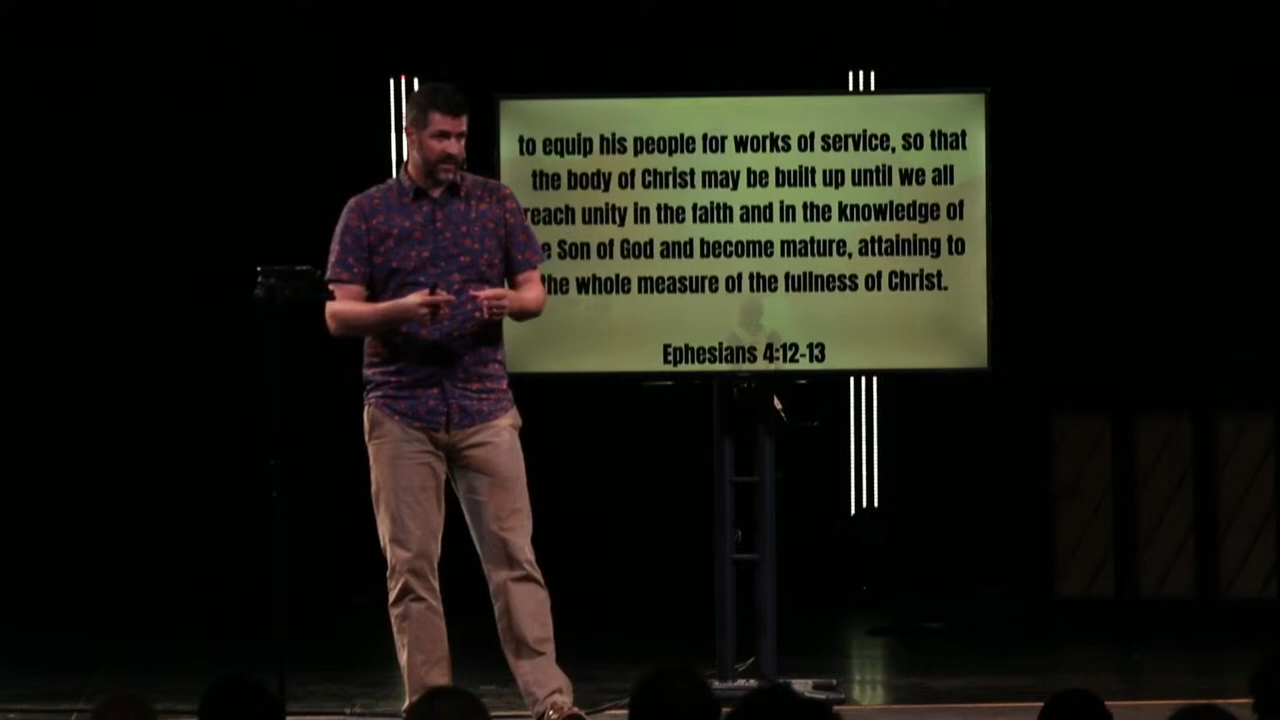 to equip his people for works of service, so that
the body of Christ may be built up until we all
reach unity in the faith and in the knowledge of
Son of God and become mature, attaining to
the whole measure of the fullness of Christ.
Ephesians 4:12-13